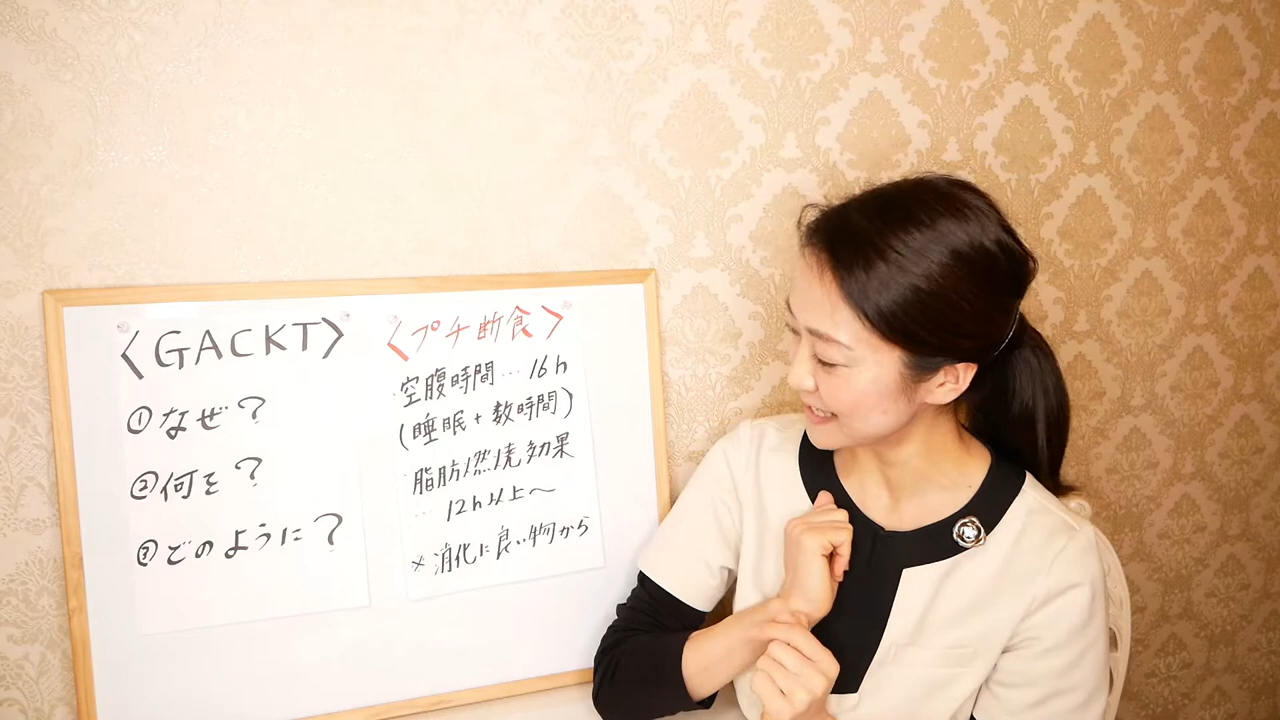 〈GACKT〉
①なぜ?
②何を?
③どのように?
〈プチ断食〉
・空腹時間…16h
(睡眠+数時間)
・脂肪燃焼効果
…12h以上〜
※消化に良い物から